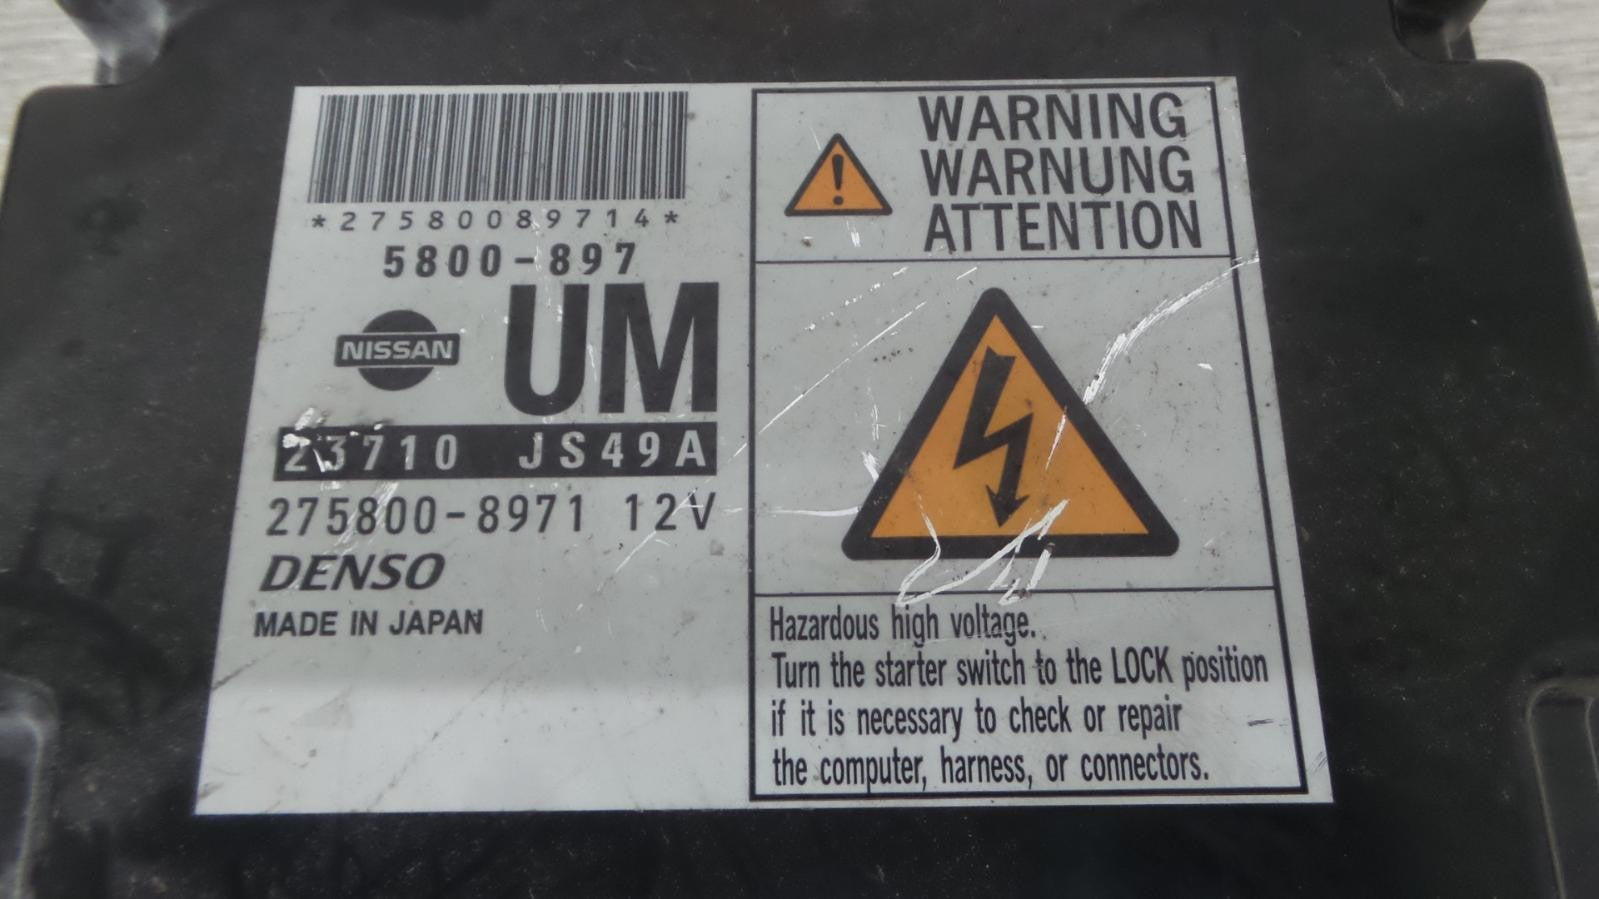 *27580089714*
5800-897
NISSAN
UM
23710 JS49A
275800-8971 12V
DENSO
MADE IN JAPAN
WARNING
WARNUNG
ATTENTION
Hazardous high voltage.
Turn the starter switch to the LOCK position
if it is necessary to check or repair
the computer, harness, or connectors.